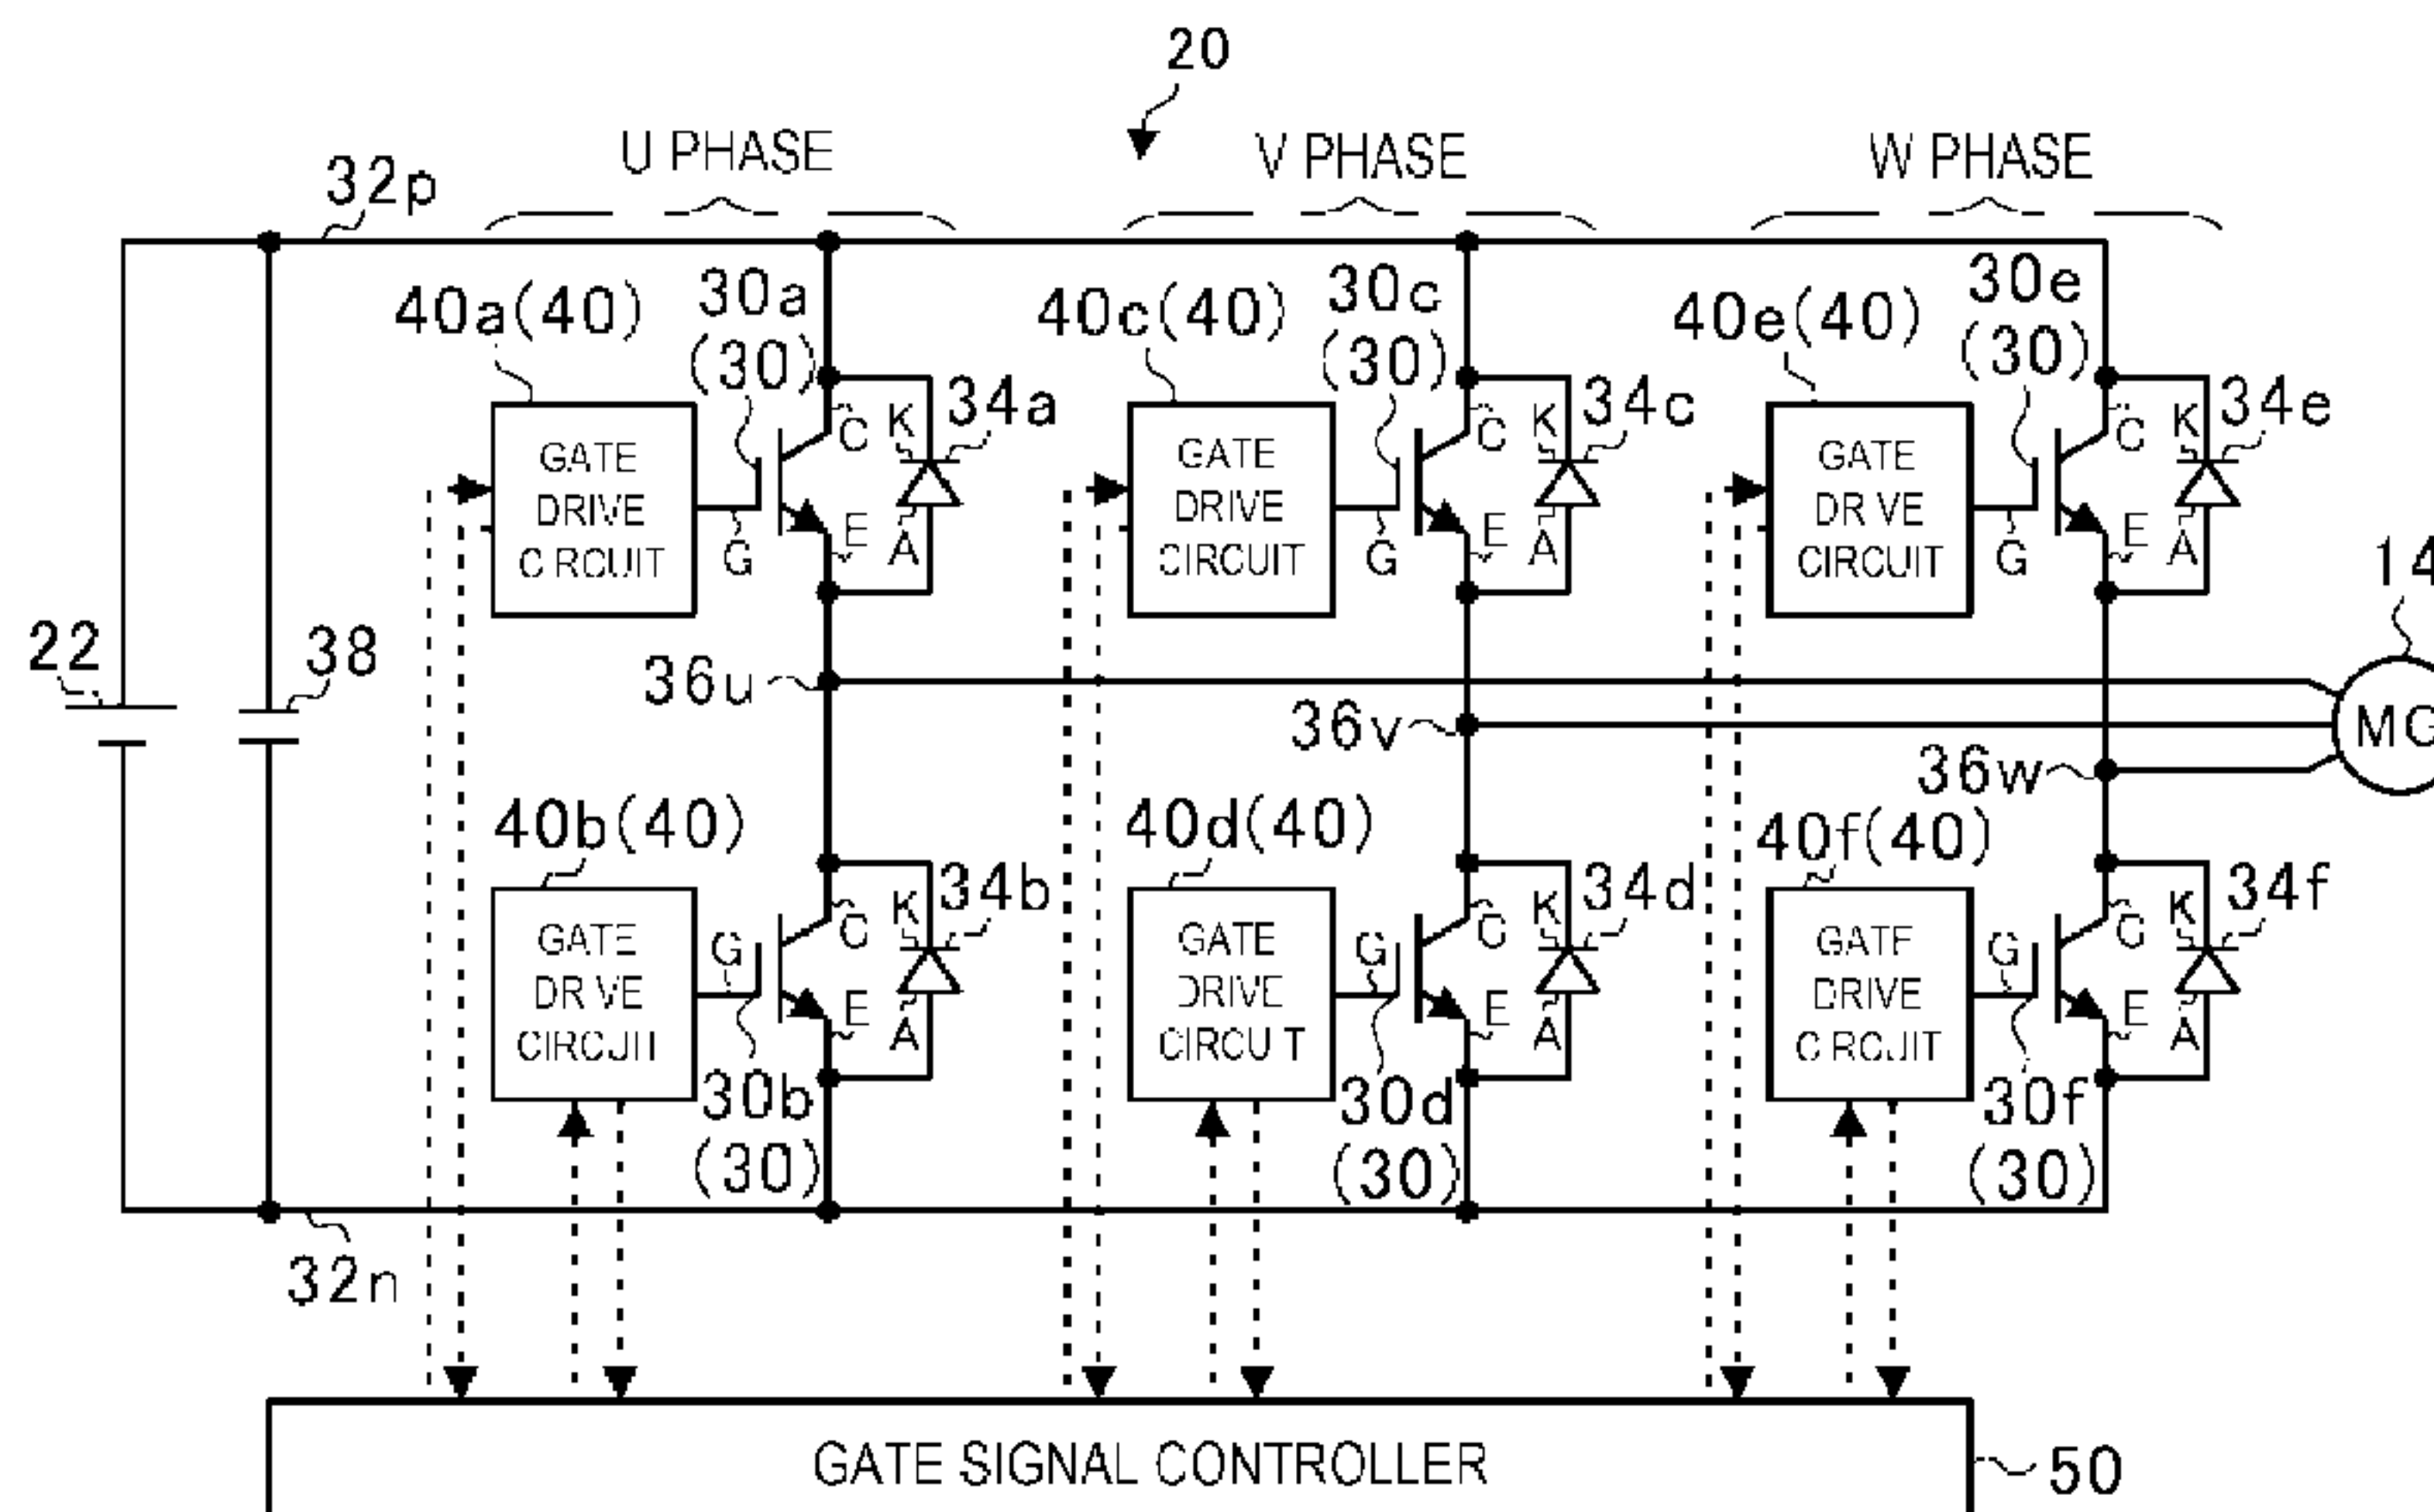 20
U PHASE
V PHASE
W PHASE
32p
40a(40)
30a
(30)
40c(40)
30c
(30)
40e(40)
30e
(30)
GATE
DRIVE
CIRCUIT
G
C
E
K
A
34a
GATE
DRIVE
CIRCUIT
G
C
E
K
A
34c
GATE
DRIVE
CIRCUIT
G
C
E
K
A
34e
14
22
38
36u
36v
36w
MG
40b(40)
40d(40)
40f(40)
GATE
DRIVE
CIRCUIT
G
C
E
K
A
34b
30b
(30)
GATE
DRIVE
CIRCUIT
G
C
E
K
A
34d
30d
(30)
GATE
DRIVE
CIRCUIT
G
C
E
K
A
34f
30f
(30)
32n
GATE SIGNAL CONTROLLER
50